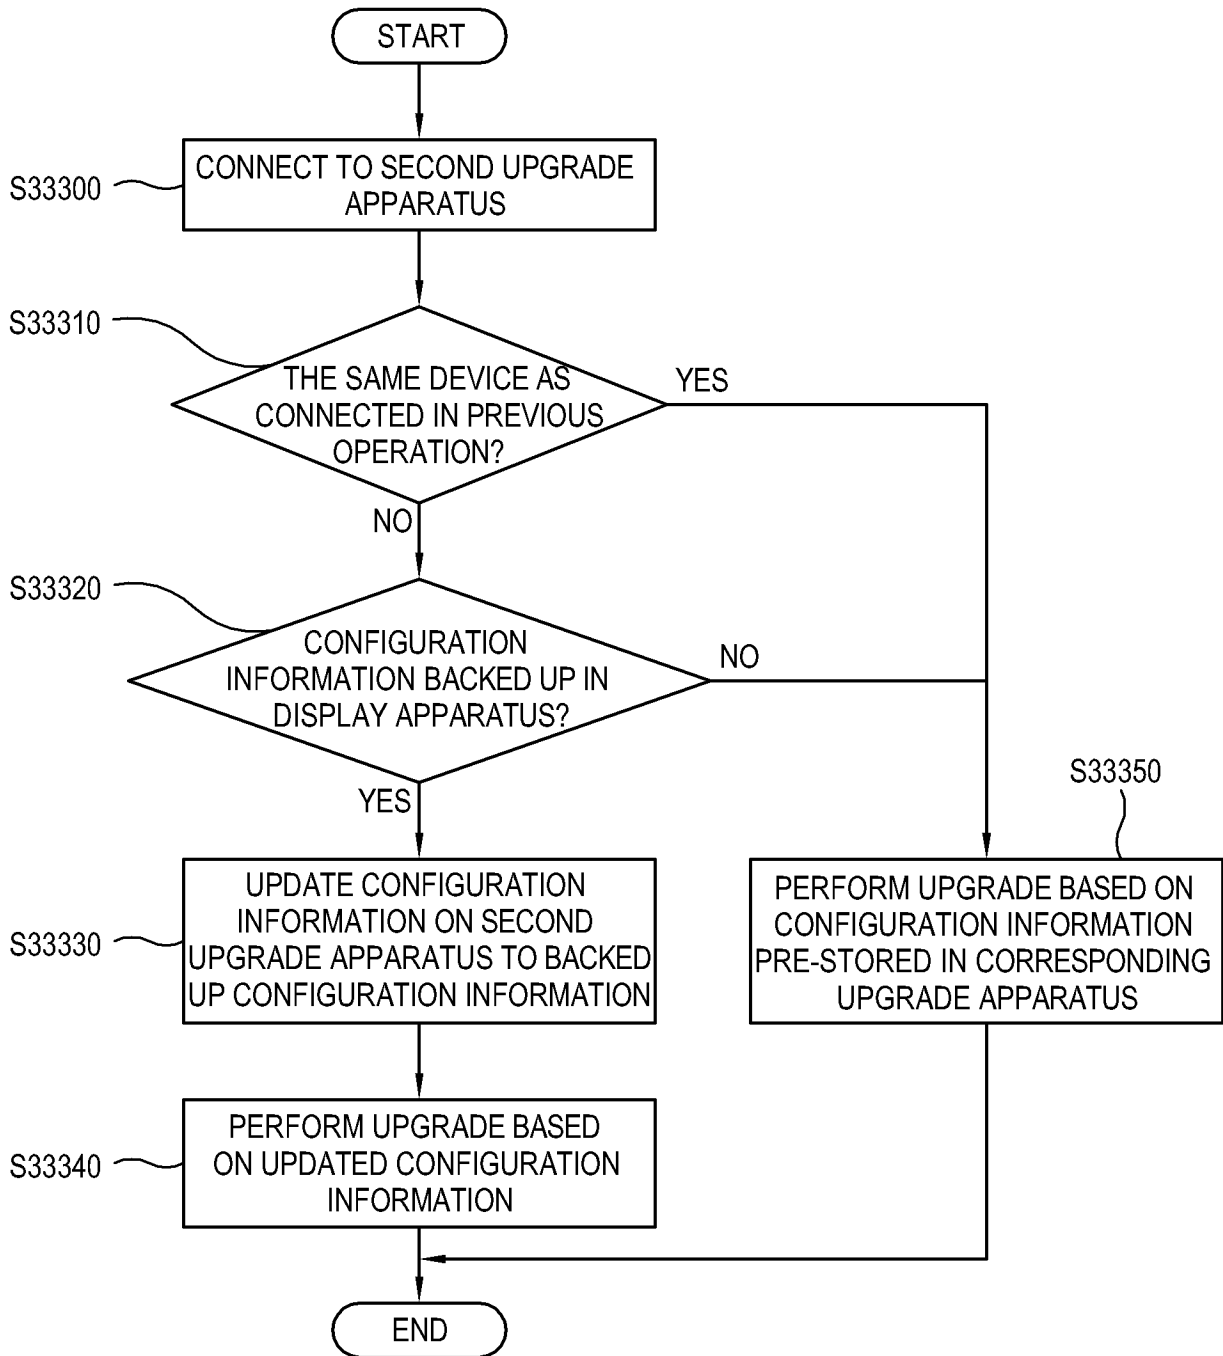 START
S33300
CONNECT TO SECOND UPGRADE
APPARATUS
S33310
THE SAME DEVICE AS
CONNECTED IN PREVIOUS
OPERATION?
YES
NO
S33320
CONFIGURATION
INFORMATION BACKED UP IN
DISPLAY APPARATUS?
NO
YES
S33330
UPDATE CONFIGURATION
INFORMATION ON SECOND
UPGRADE APPARATUS TO BACKED
UP CONFIGURATION INFORMATION
S33350
PERFORM UPGRADE BASED ON
CONFIGURATION INFORMATION
PRE-STORED IN CORRESPONDING
UPGRADE APPARATUS
S33340
PERFORM UPGRADE BASED
ON UPDATED CONFIGURATION
INFORMATION
END